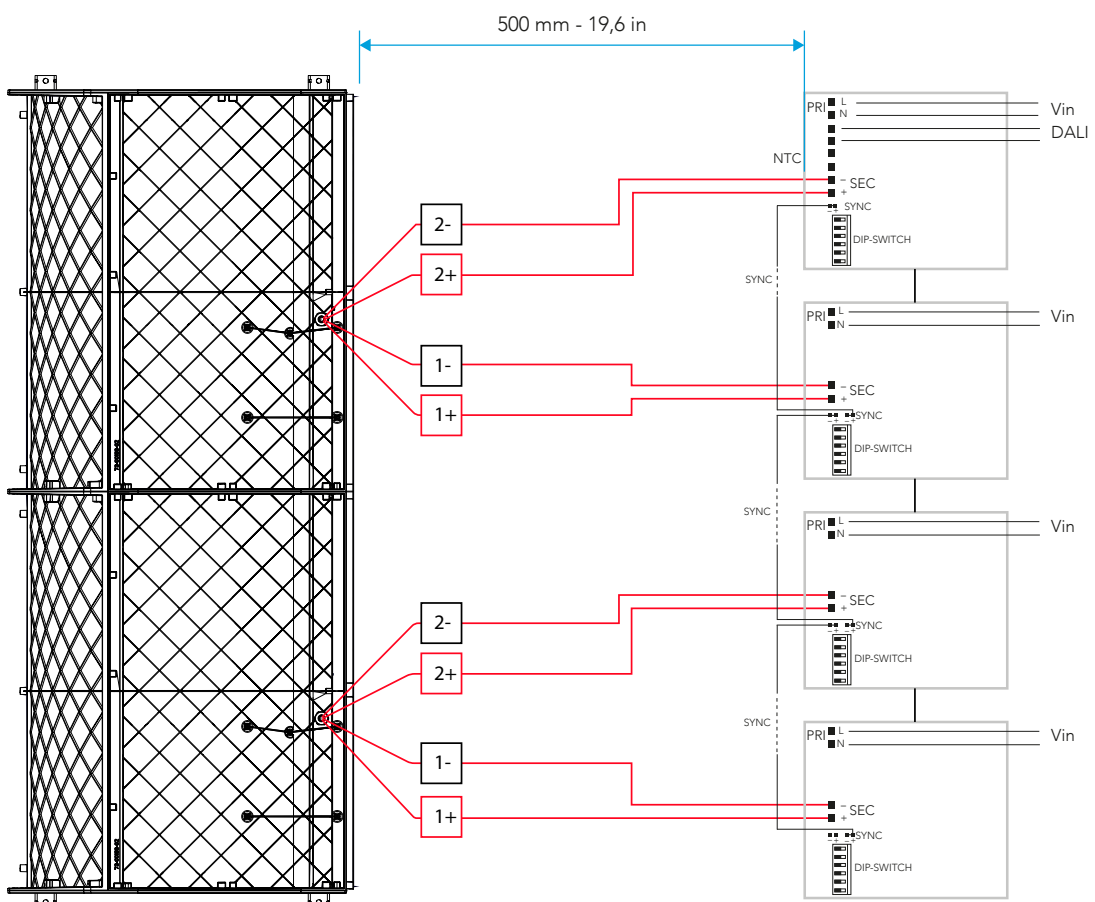 500 mm - 19,6 in
PRI
L
N
Vin
DALI
NTC
2-
2+
− SEC
+
SYNC
− +
DIP-SWITCH
SYNC
PRI
L
N
Vin
1-
1+
− SEC
+
SYNC
− + − +
DIP-SWITCH
SYNC
PRI
L
N
Vin
2-
2+
− SEC
+
SYNC
− + − +
DIP-SWITCH
SYNC
PRI
L
N
Vin
1-
1+
− SEC
+
SYNC
− + − +
DIP-SWITCH